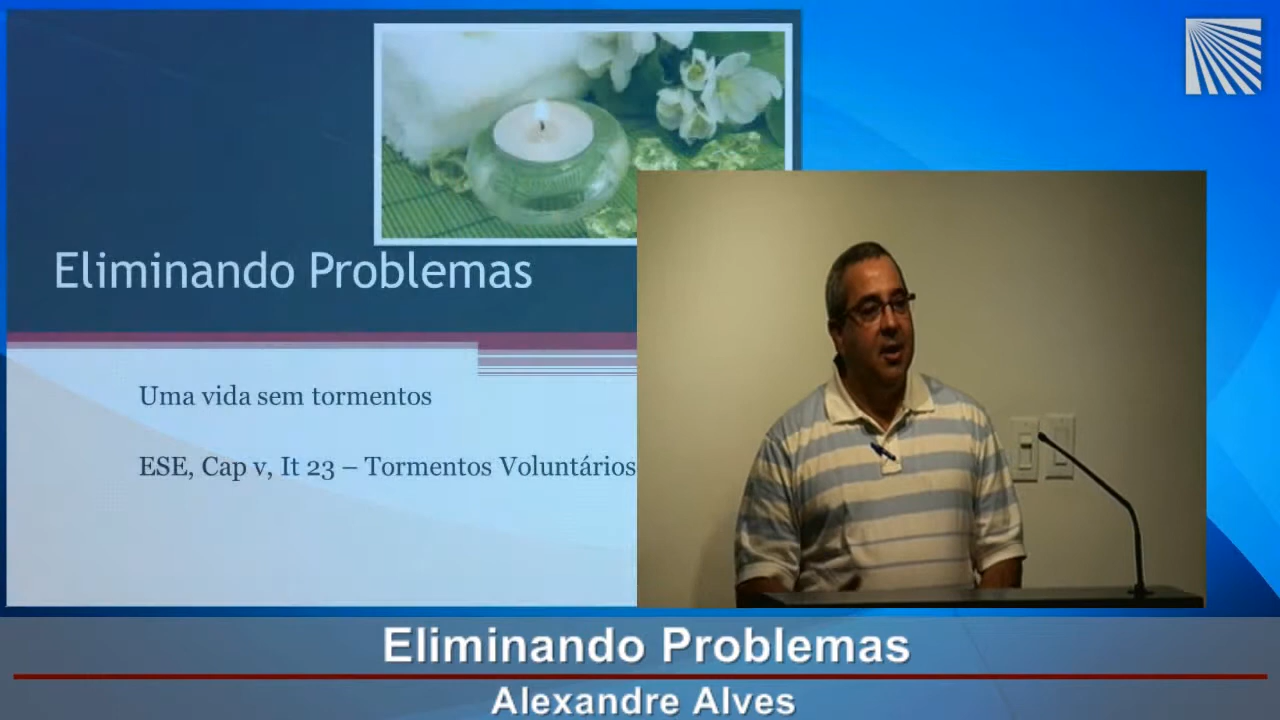 Eliminando Problemas
Uma vida sem tormentos
ESE, Cap v, It 23 – Tormentos Voluntários
Eliminando Problemas
Alexandre Alves